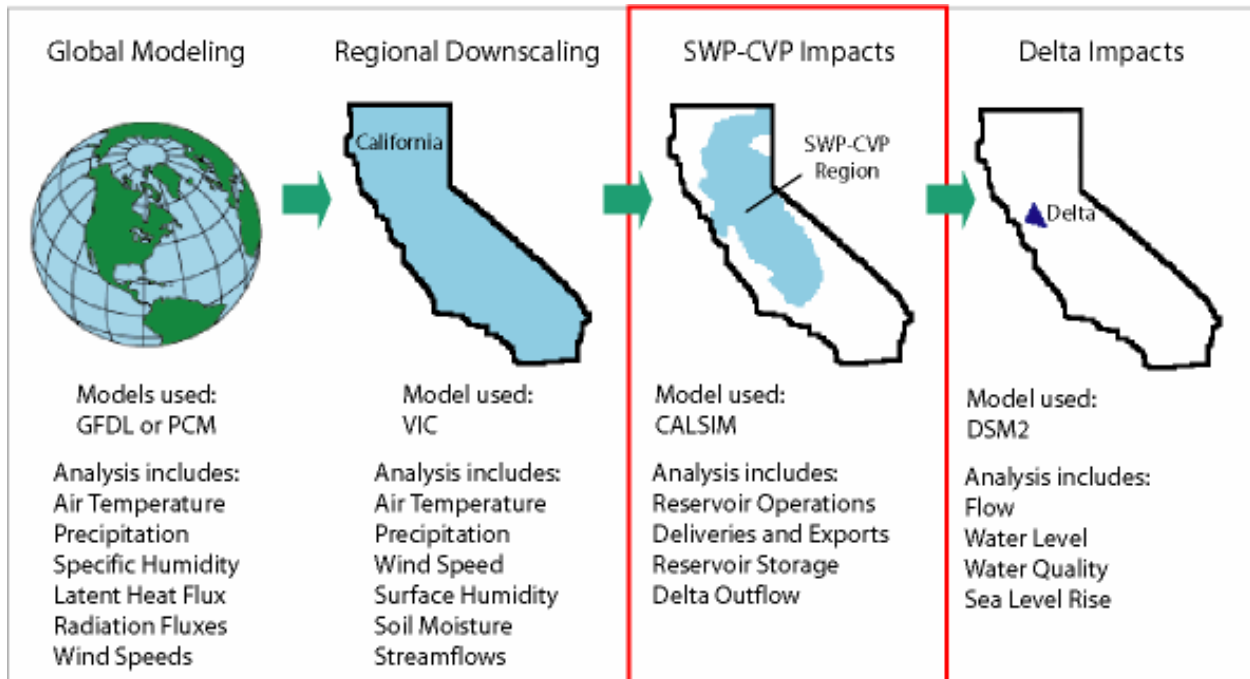 Global Modeling
Models used:
GFDL or PCM
Analysis includes:
Air Temperature
Precipitation
Specific Humidity
Latent Heat Flux
Radiation Fluxes
Wind Speeds
Regional Downscaling
California
Model used:
VIC
Analysis includes:
Air Temperature
Precipitation
Wind Speed
Surface Humidity
Soil Moisture
Streamflows
SWP-CVP Impacts
SWP-CVP
Region
Model used:
CALSIM
Analysis includes:
Reservoir Operations
Deliveries and Exports
Reservoir Storage
Delta Outflow
Delta Impacts
Delta
Model used:
DSM2
Analysis includes:
Flow
Water Level
Water Quality
Sea Level Rise